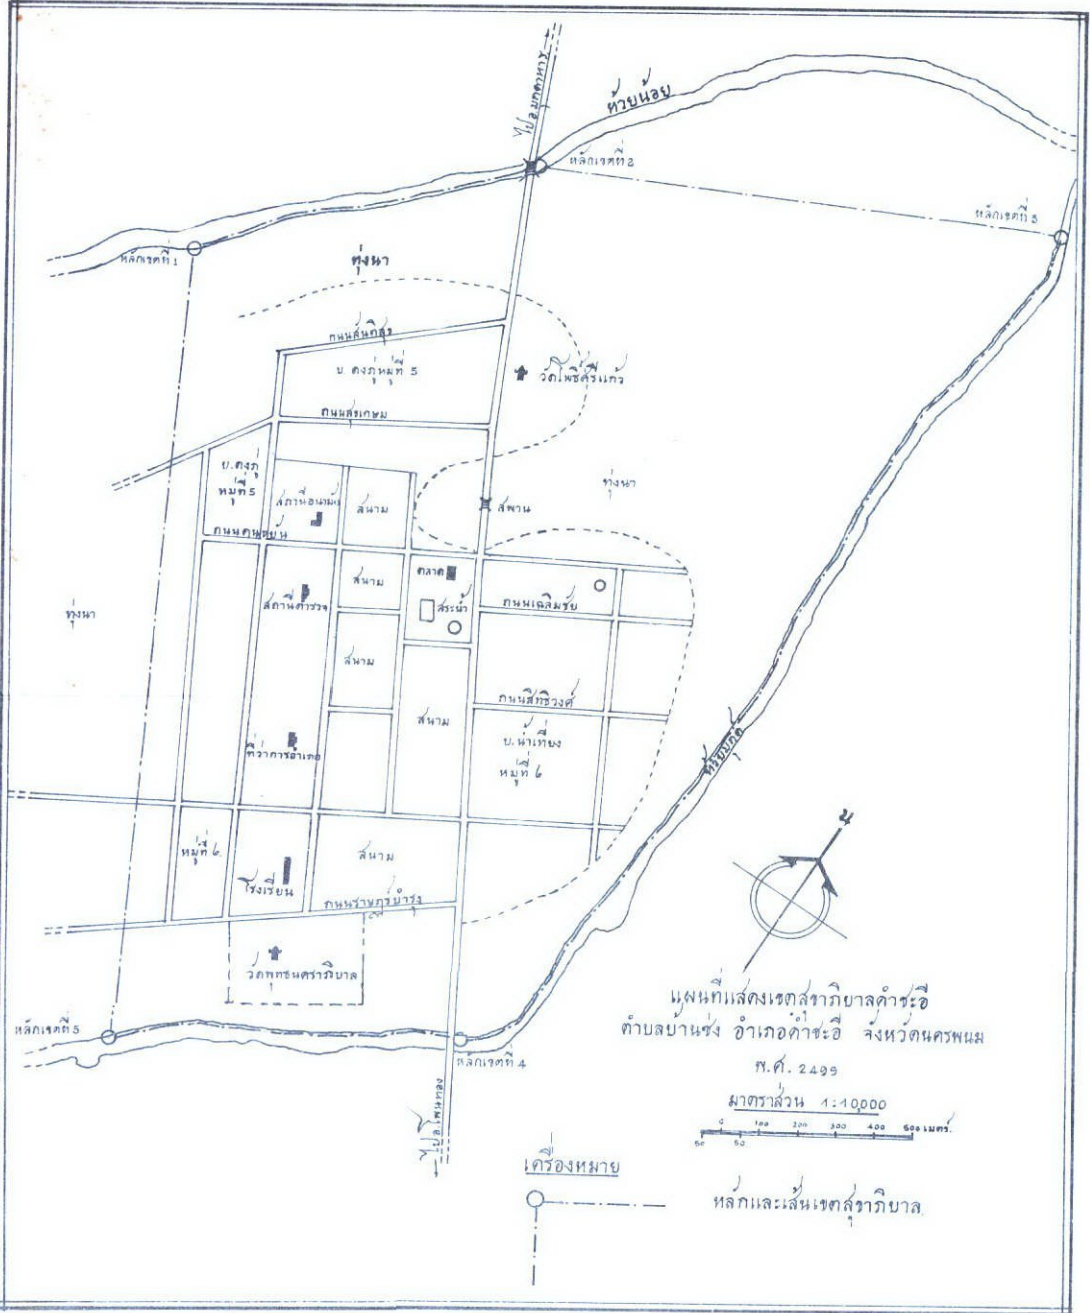 ไปอ.มุกดาหาร
ห้วยน้อย
หลักเขตที่ 2
หลักเขตที่ 3
หลักเขตที่ 1
ทุ่งนา
ถนนสันติสุข
บ. ดงภู่หมู่ที่ 5
วัดโพธิ์ศรีแก้ว
ถนนสุรเกษม
บ. ดงภู่
หมู่ที่ 5
สถานีอนามัย
สนาม
สพาน
ทุ่งนา
ตลาด
สนาม
สถานีตำรวจ
สระน้ำ
ถนนเฉลิมชัย
ทุ่งนา
สนาม
สนาม
ถนนสิทธิวงศ์
บ. น้ำเที่ยง
หมู่ที่ ๖
ที่ว่าการอำเภอ
ห้วยมุกด์
น
หมู่ที่ ๖
สนาม
โรงเรียน
ถนนราษฎร์บำรุง
วัดพุทธนคราภิบาล
หลักเขตที่ 5
หลักเขตที่ 4
ไปอ.โพนทอง
แผนที่แสดงเขตสุขาภิบาลคำชะอี
ตำบลบ้านซ่ง อำเภอคำชะอี จังหวัดนครพนม
พ.ศ. 2499
มาตราส่วน 1:10,000
0 100 200 300 400 500 เมตร.
50 50
เครื่องหมาย
หลักและเส้นเขตสุขาภิบาล